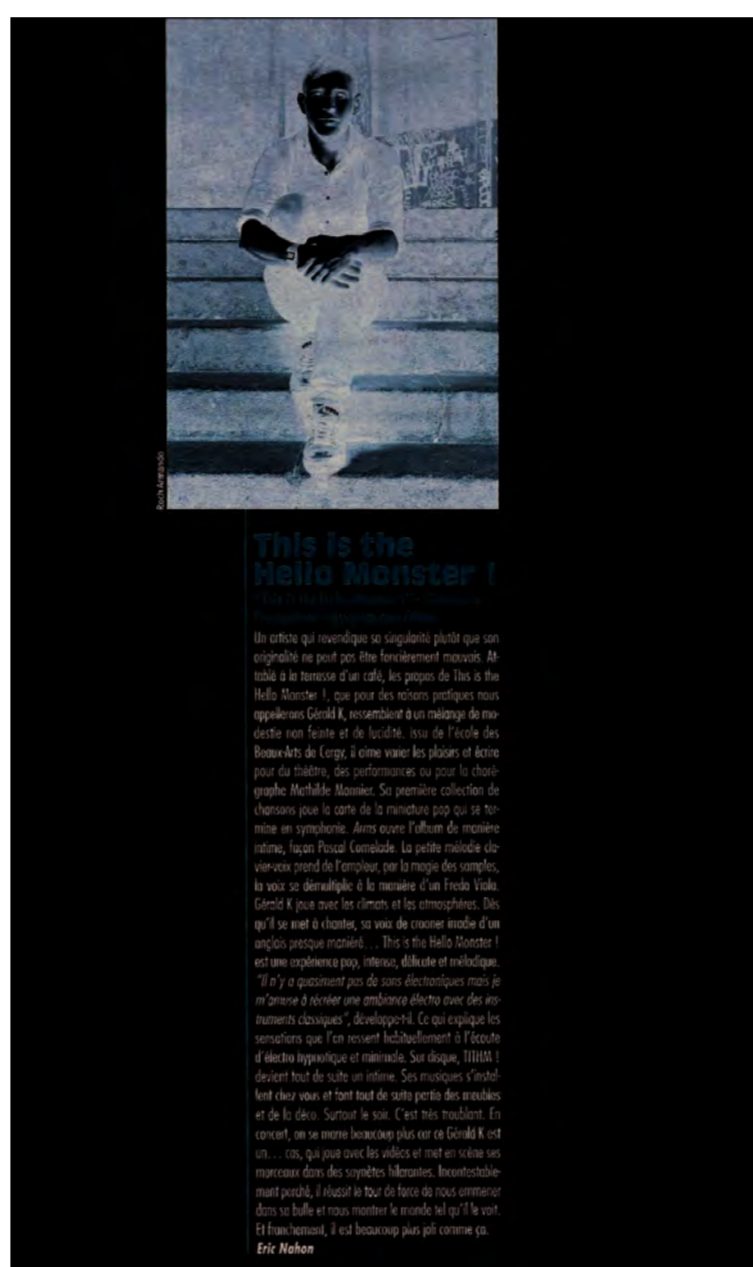 Roch Armando
This is the
Hello Monster !
Un artiste qui revendique sa singularité plutôt que son
originalité ne peut pas être foncièrement mauvais. At-
tablé à la terrasse d'un café, les propos de This is the
Hello Monster !, que pour des raisons pratiques nous
appellerons Gérald K, ressemblent à un mélange de mo-
destie non feinte et de lucidité. Issu de l'école des
Beaux-Arts de Cergy, il aime varier les plaisirs et écrire
pour du théâtre, des performances ou pour la choré-
graphe Mathilde Monnier. Sa première collection de
chansons joue la carte de la miniature pop qui se ter-
mine en symphonie. Arms ouvre l'album de manière
intime, façon Pascal Comelade. La petite mélodie cla-
vier-voix prend de l'ampleur, par la magie des samples,
la voix se démultiplie à la manière d'un Fredo Viola.
Gérald K joue avec les climats et les atmosphères. Dès
qu'il se met à chanter, sa voix de crooner irradie d'un
anglais presque maniéré... This is the Hello Monster !
est une expérience pop, intense, délicate et mélodique.
"Il n'y a quasiment pas de sons électroniques mais je
m'amuse à récréer une ambiance électro avec des ins-
truments classiques", développe-t-il. Ce qui explique les
sensations que l'on ressent habituellement à l'écoute
d'électro hypnotique et minimale. Sur disque, TITHM !
devient tout de suite un intime. Ses musiques s'instal-
lent chez vous et font tout de suite partie des meubles
et de la déco. Surtout le soir. C'est très troublant. En
concert, on se marre beaucoup plus car ce Gérald K est
un... cas, qui joue avec les vidéos et met en scène ses
morceaux dans des saynètes hilarantes. Incontestable-
ment perché, il réussit le tour de force de nous emmener
dans sa bulle et nous montrer le monde tel qu'il le voit.
Et franchement, il est beaucoup plus joli comme ça.
Eric Nahon